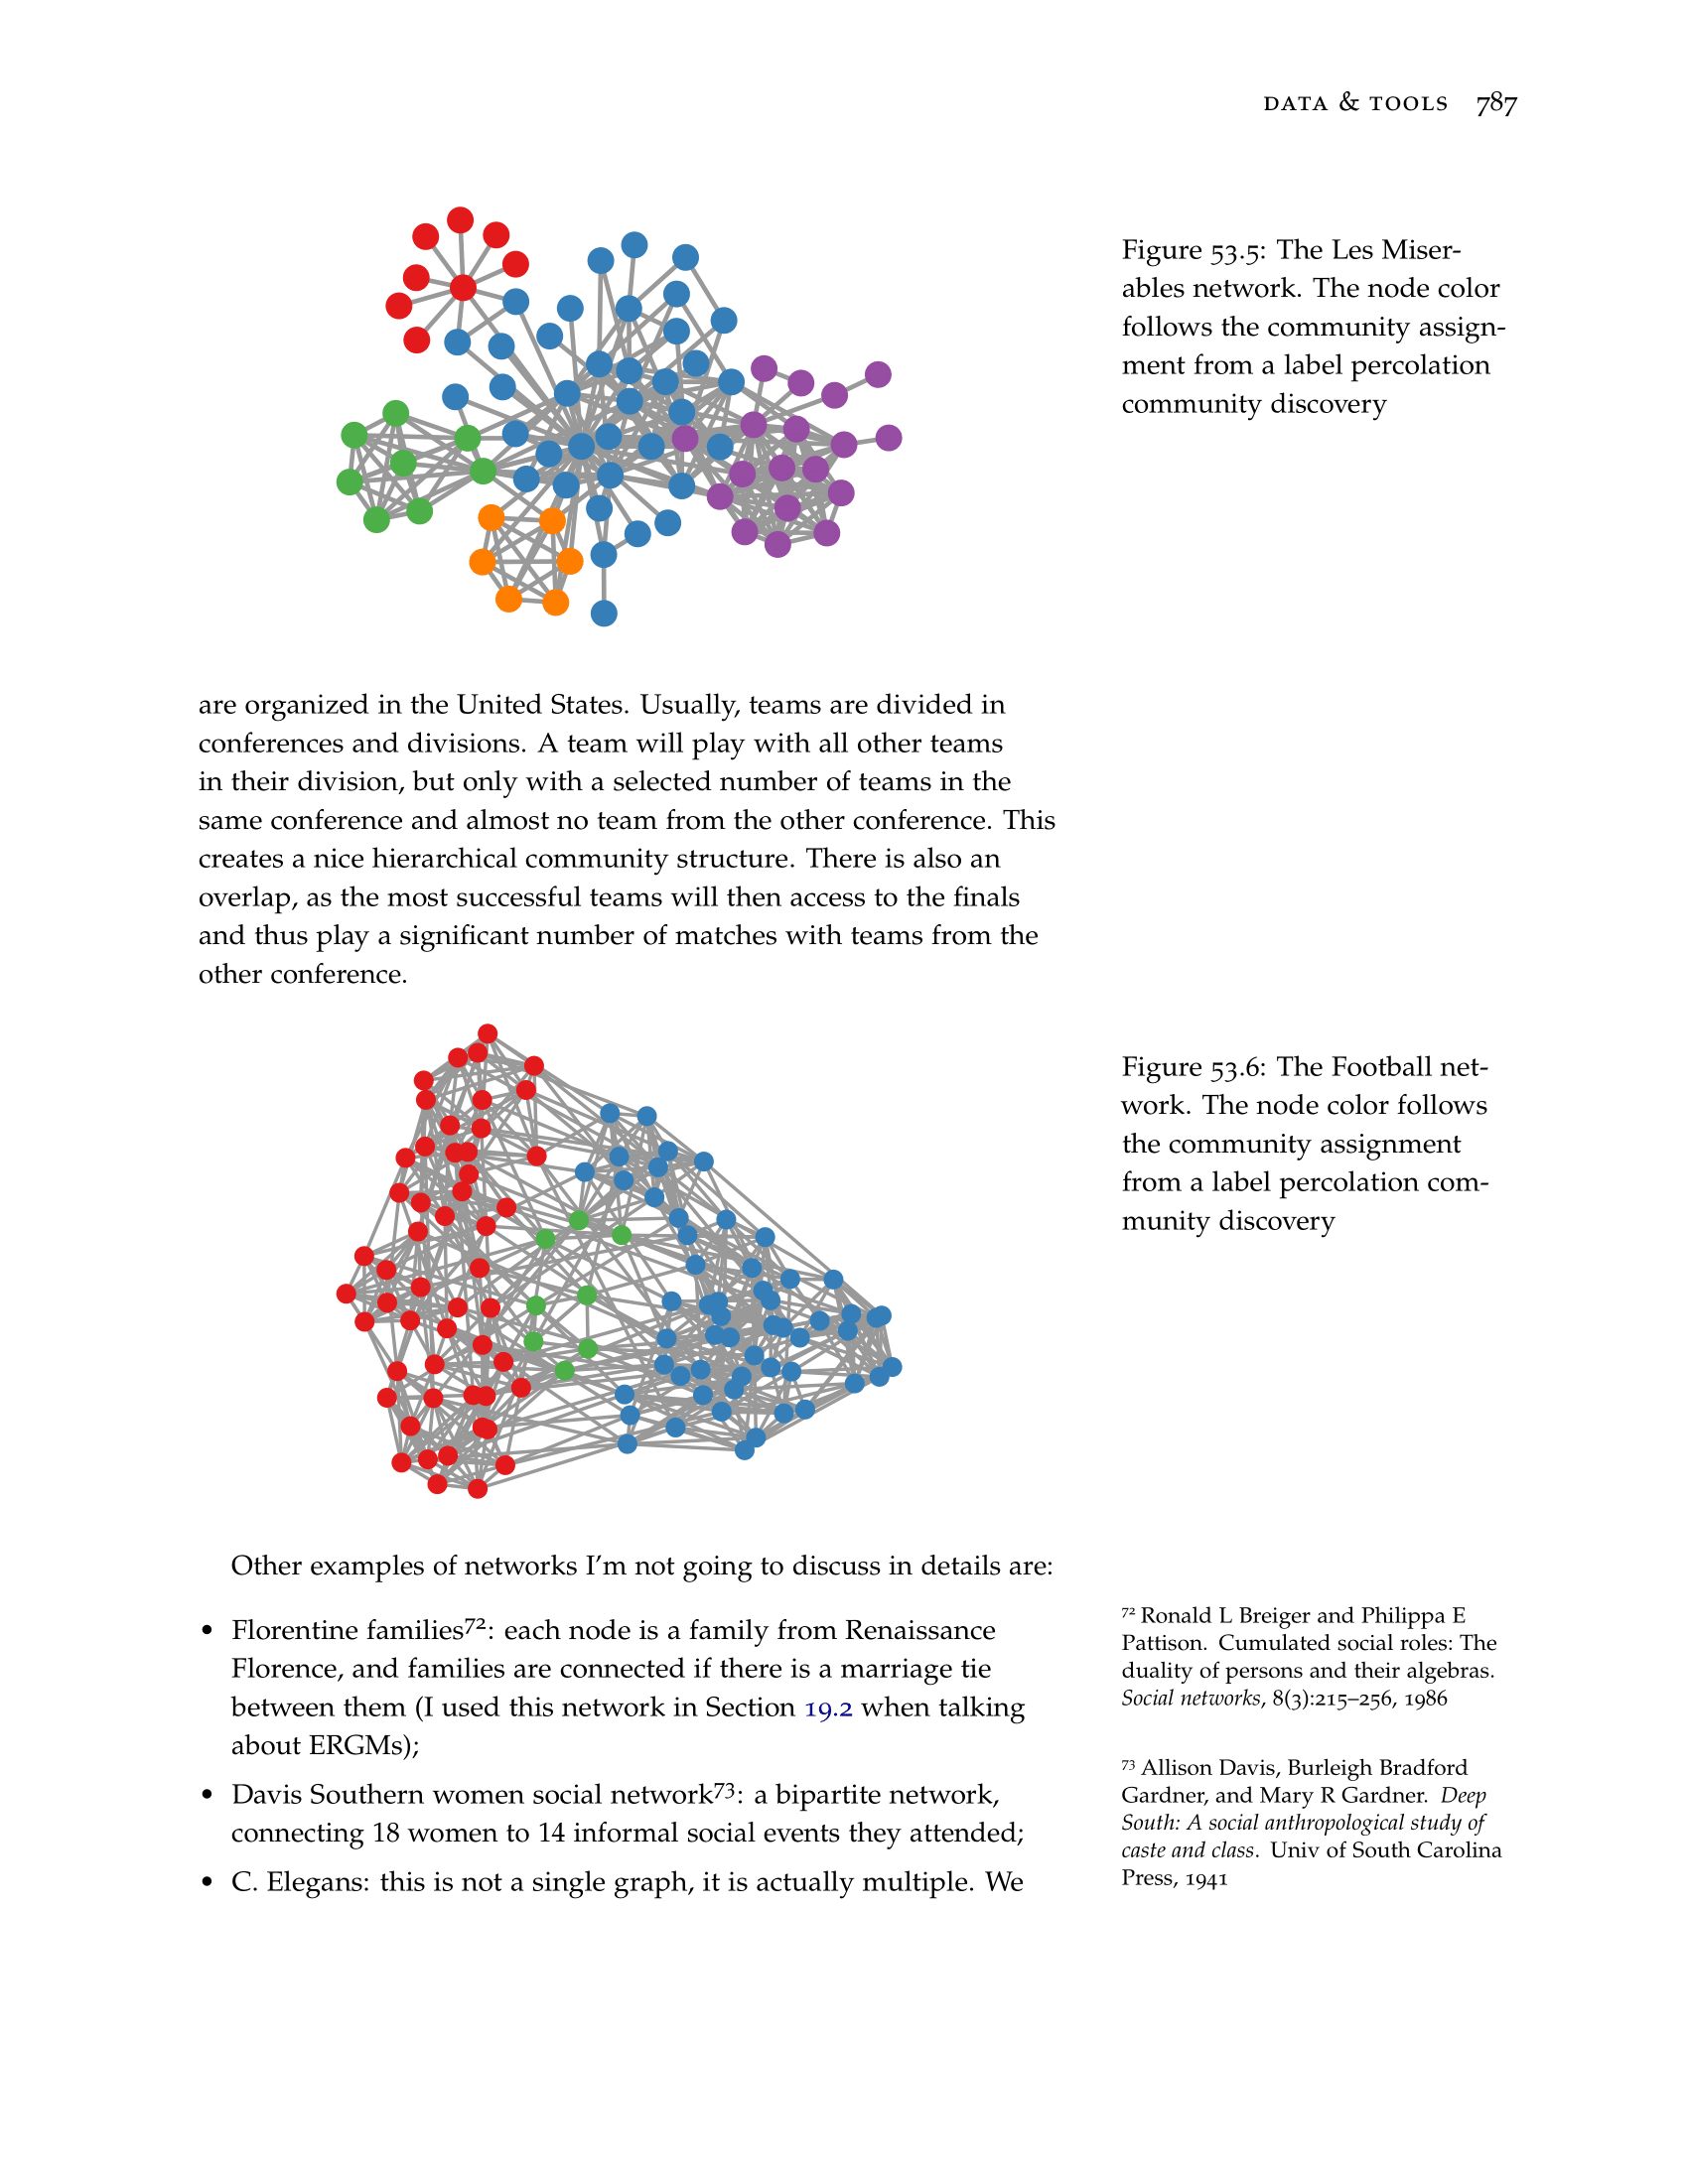 DATA & TOOLS 787
Figure 53.5: The Les Miser-
ables network. The node color
follows the community assign-
ment from a label percolation
community discovery
are organized in the United States. Usually, teams are divided in
conferences and divisions. A team will play with all other teams
in their division, but only with a selected number of teams in the
same conference and almost no team from the other conference. This
creates a nice hierarchical community structure. There is also an
overlap, as the most successful teams will then access to the finals
and thus play a significant number of matches with teams from the
other conference.
Figure 53.6: The Football net-
work. The node color follows
the community assignment
from a label percolation com-
munity discovery
Other examples of networks I'm not going to discuss in details are:
• Florentine families72: each node is a family from Renaissance
Florence, and families are connected if there is a marriage tie
between them (I used this network in Section 19.2 when talking
about ERGMs);
• Davis Southern women social network73: a bipartite network,
connecting 18 women to 14 informal social events they attended;
• C. Elegans: this is not a single graph, it is actually multiple. We
72 Ronald L Breiger and Philippa E
Pattison. Cumulated social roles: The
duality of persons and their algebras.
Social networks, 8(3):215–256, 1986
73 Allison Davis, Burleigh Bradford
Gardner, and Mary R Gardner. Deep
South: A social anthropological study of
caste and class. Univ of South Carolina
Press, 1941